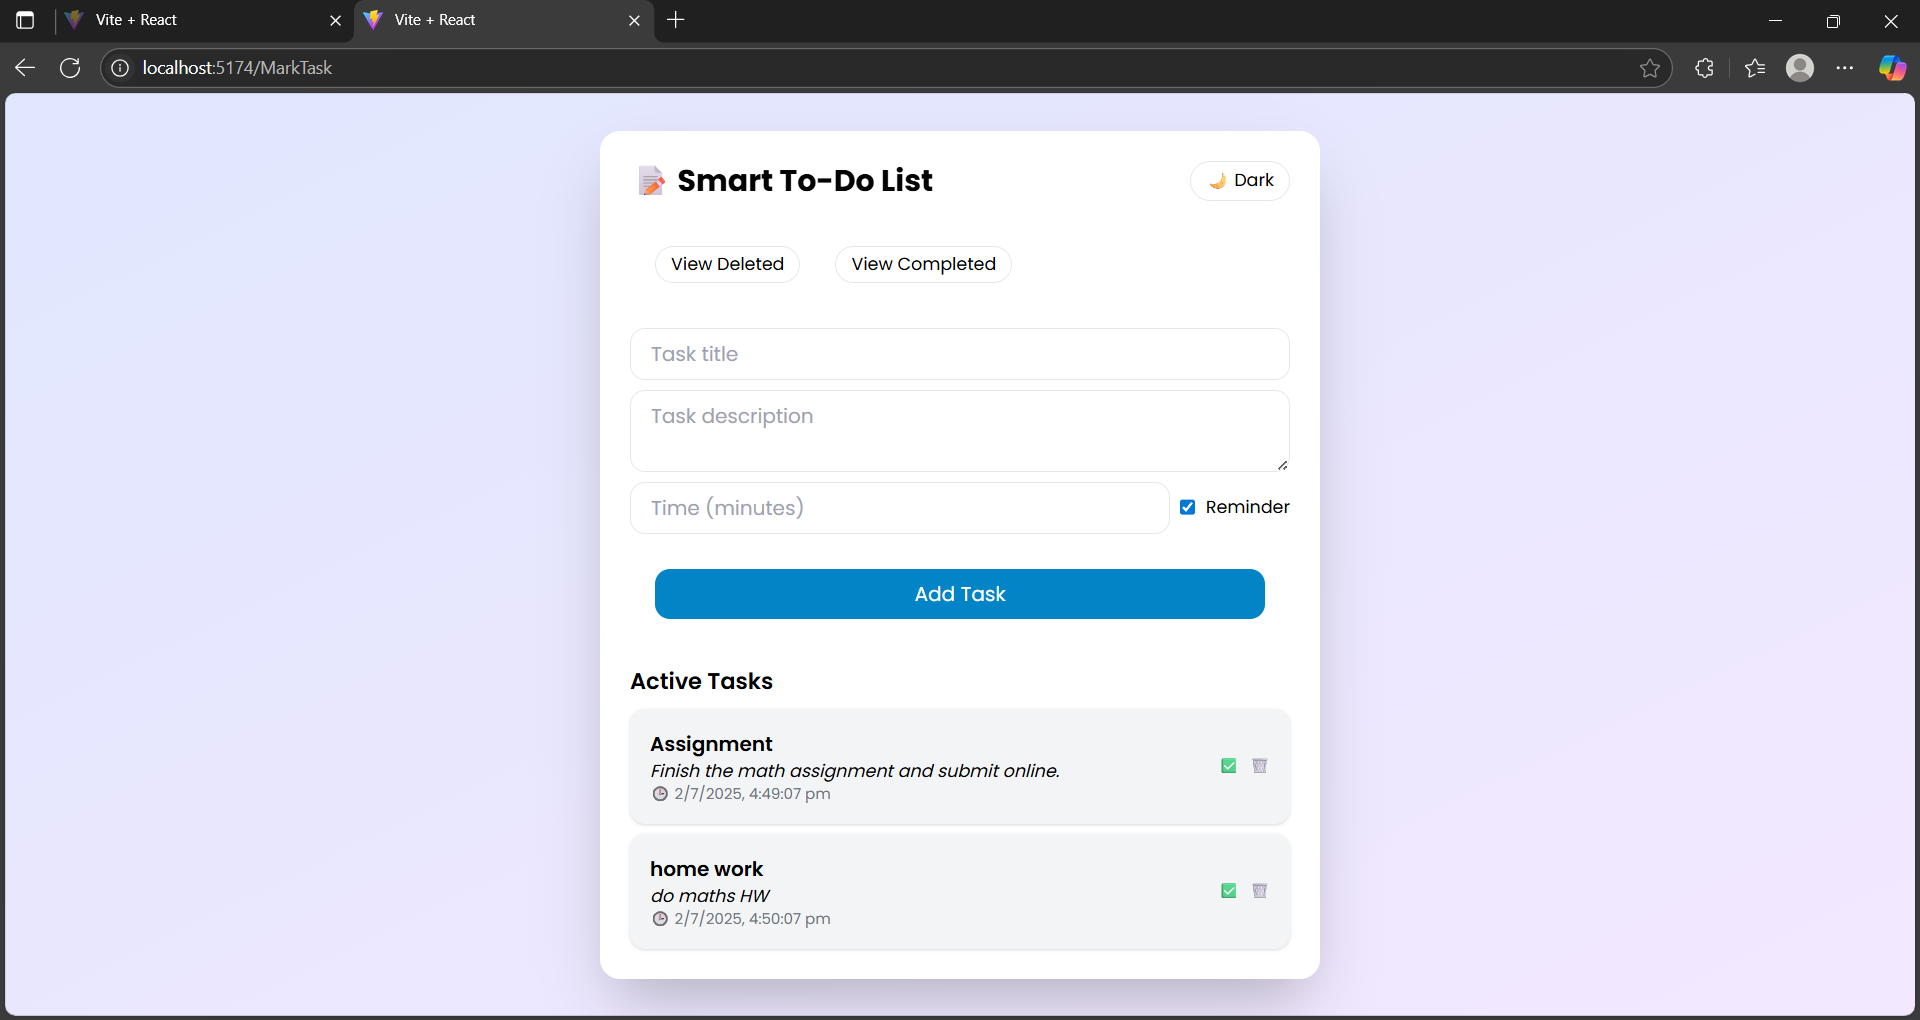 Vite + React
Vite + React
localhost:5174/MarkTask
📝 Smart To-Do List
🌙 Dark
View Deleted
View Completed
Task title
Task description
Time (minutes)
Reminder
Add Task
Active Tasks
Assignment
Finish the math assignment and submit online.
🕒 2/7/2025, 4:49:07 pm
home work
do maths HW
🕒 2/7/2025, 4:50:07 pm